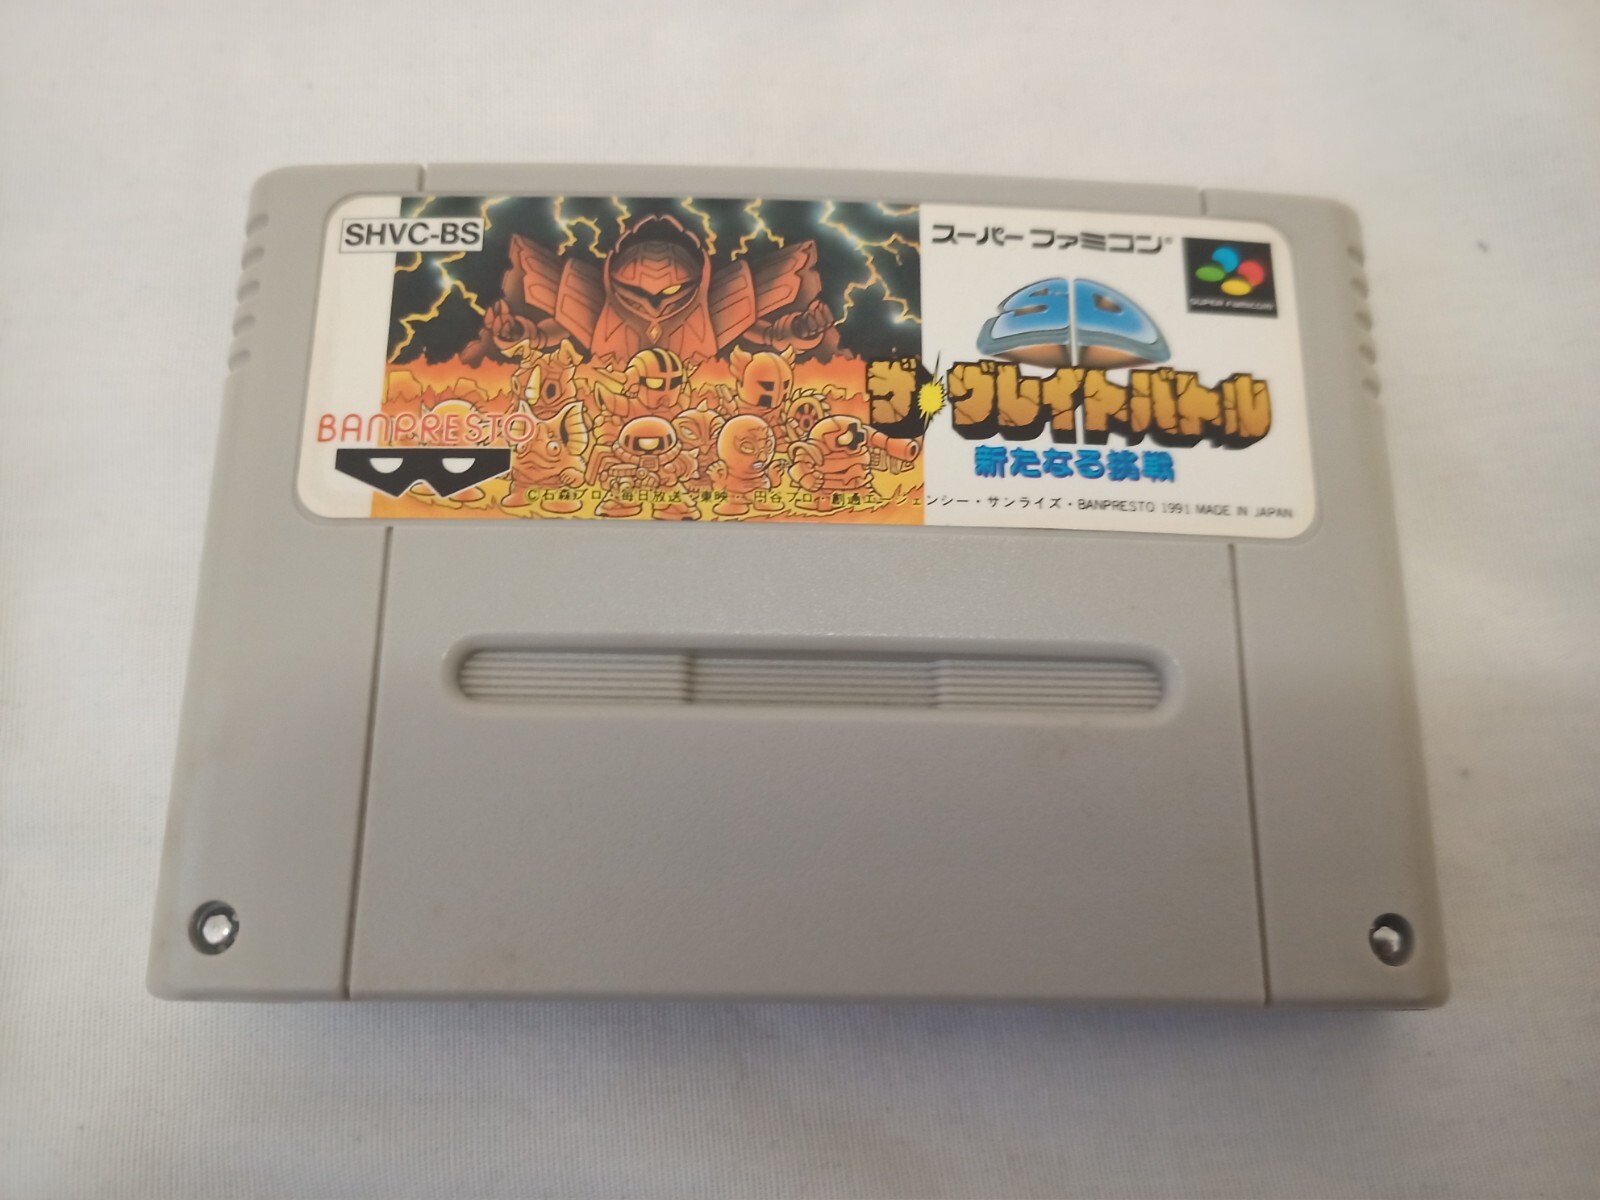 SHVC-BS
スーパーファミコン®
SUPER FAMICOM
SD
ザ・グレイトバトル
新たなる挑戦
BANPRESTO
©石森プロ・毎日放送・東映・円谷プロ・創通エージェンシー・サンライズ・BANPRESTO 1991 MADE IN JAPAN